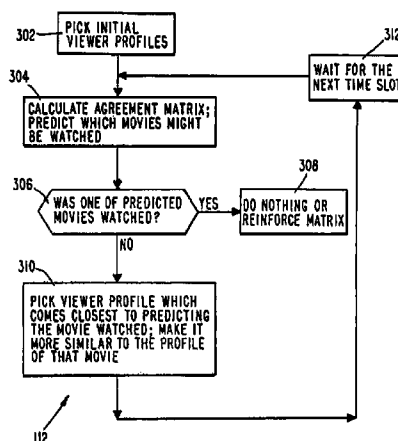 302
PICK INITIAL
VIEWER PROFILES
312
WAIT FOR THE
NEXT TIME SLOT
304
CALCULATE AGREEMENT MATRIX;
PREDICT WHICH MOVIES MIGHT
BE WATCHED
306
WAS ONE OF PREDICTED
MOVIES WATCHED?
YES
308
DO NOTHING OR
REINFORCE MATRIX
NO
310
PICK VIEWER PROFILE WHICH
COMES CLOSEST TO PREDICTING
THE MOVIE WATCHED; MAKE IT
MORE SIMILAR TO THE PROFILE
OF THAT MOVIE
112